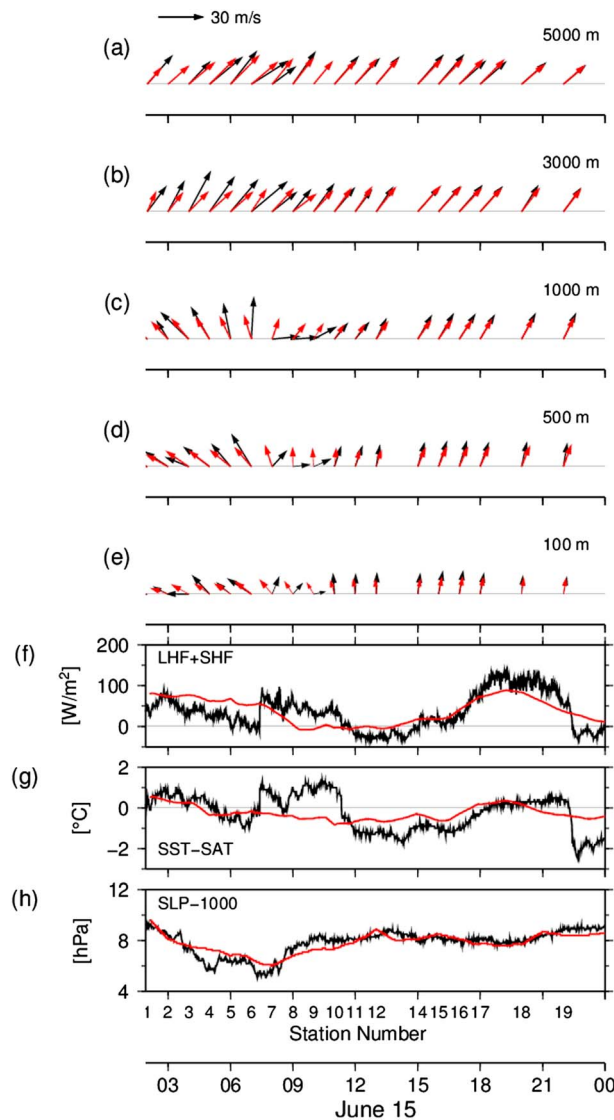 30 m/s
(a) 5000 m
(b) 3000 m
(c) 1000 m
(d) 500 m
(e) 100 m
(f) LHF+SHF
[W/m²]
200
100
0
(g) SST−SAT
[°C]
2
0
−2
(h) SLP−1000
[hPa]
12
8
4
1 2 3 4 5 6 7 8 9 10 11 12 14 15 16 17 18 19
Station Number
03 06 09 12 15 18 21 00
June 15